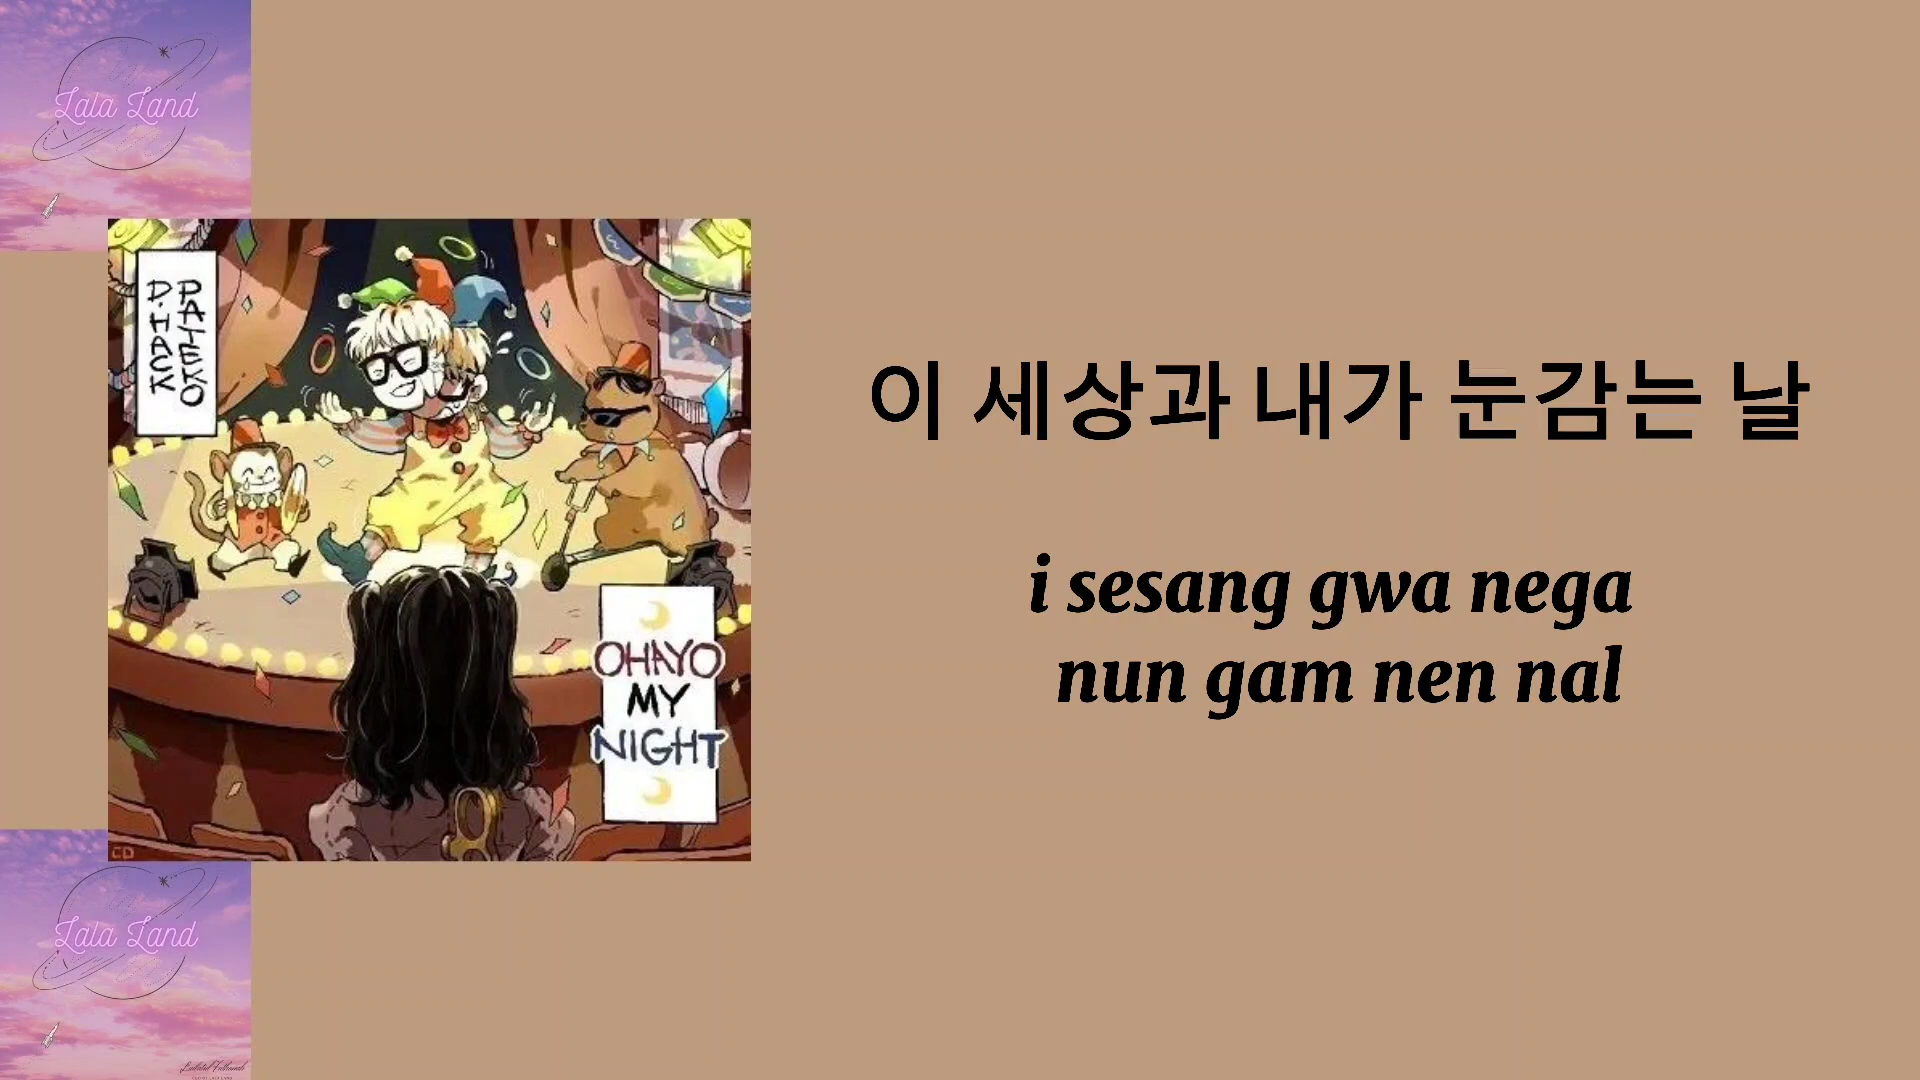 Lala Land
D.HACK
PATEKO
OHAYO
MY
NIGHT
CD
이 세상과 내가 눈감는 날
i sesang gwa nega
nun gam nen nal
Lala Land